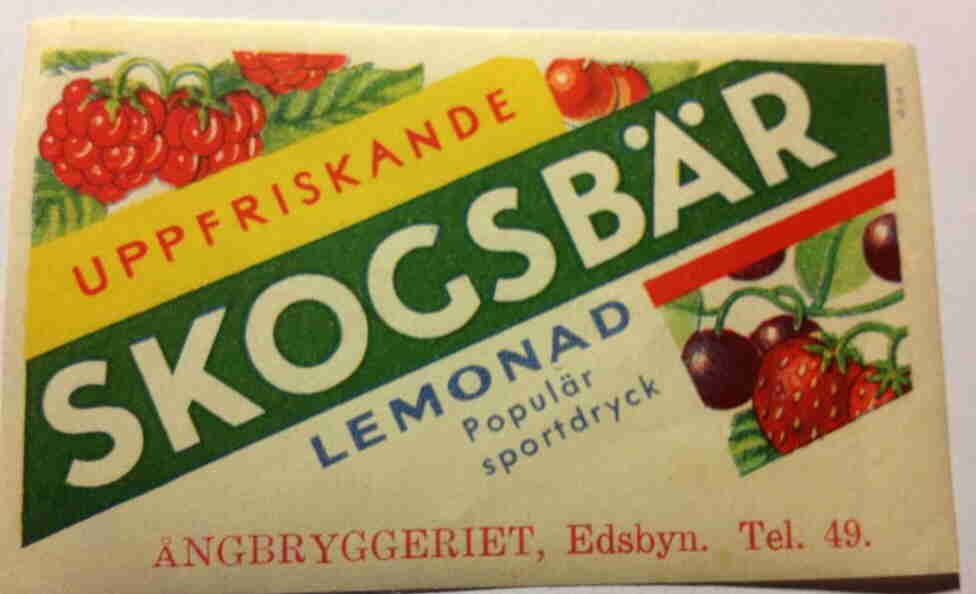 UPPFRISKANDE
SKOGSBÄR
LEMONAD
Populär
sportdryck
ÅNGBRYGGERIET, Edsbyn. Tel. 49.